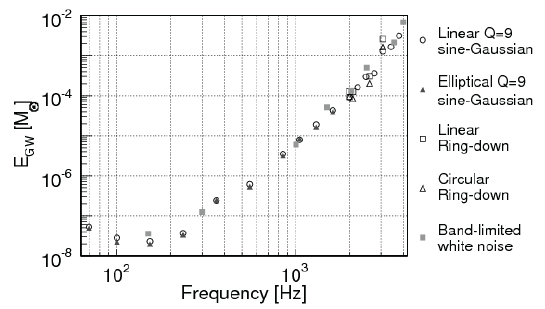 10⁻²
10⁻⁴
10⁻⁶
10⁻⁸
E_GW [M_⊙]
10²
10³
Frequency [Hz]
Linear Q=9
sine-Gaussian
Elliptical Q=9
sine-Gaussian
Linear
Ring-down
Circular
Ring-down
Band-limited
white noise